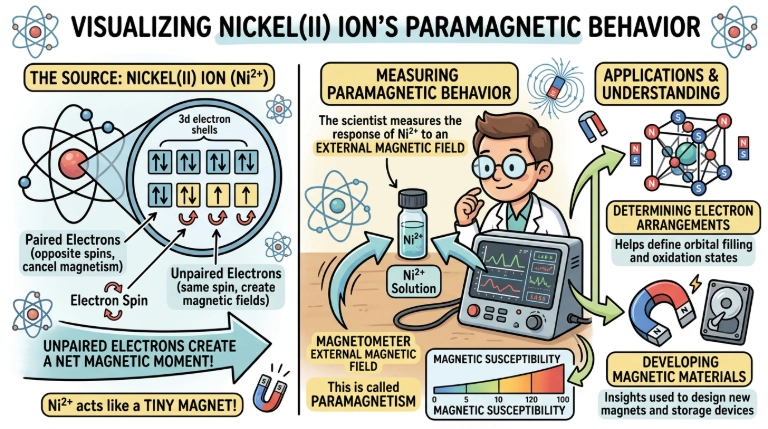 VISUALIZING NICKEL(II) ION'S PARAMAGNETIC BEHAVIOR
THE SOURCE: NICKEL(II) ION (Ni²⁺)
3d electron
shells
Paired Electrons
(opposite spins,
cancel magnetism)
Unpaired Electrons
(same spin, create
magnetic fields)
Electron Spin
UNPAIRED ELECTRONS CREATE
A NET MAGNETIC MOMENT!
Ni²⁺ acts like a TINY MAGNET!
MEASURING
PARAMAGNETIC BEHAVIOR
The scientist measures the
response of Ni²⁺ to an
EXTERNAL MAGNETIC FIELD
Ni²⁺
Ni²⁺
Solution
MAGNETOMETER
EXTERNAL MAGNETIC
FIELD
This is called
PARAMAGNETISM
MAGNETIC SUSCEPTIBILITY
0 5 10 120 100
MAGNETIC SUSCEPTIBILITY
APPLICATIONS &
UNDERSTANDING
N S
N S
N S
S N
N
S
DETERMINING ELECTRON
ARRANGEMENTS
Helps define orbital filling
and oxidation states
DEVELOPING
MAGNETIC MATERIALS
Insights used to design new
magnets and storage devices